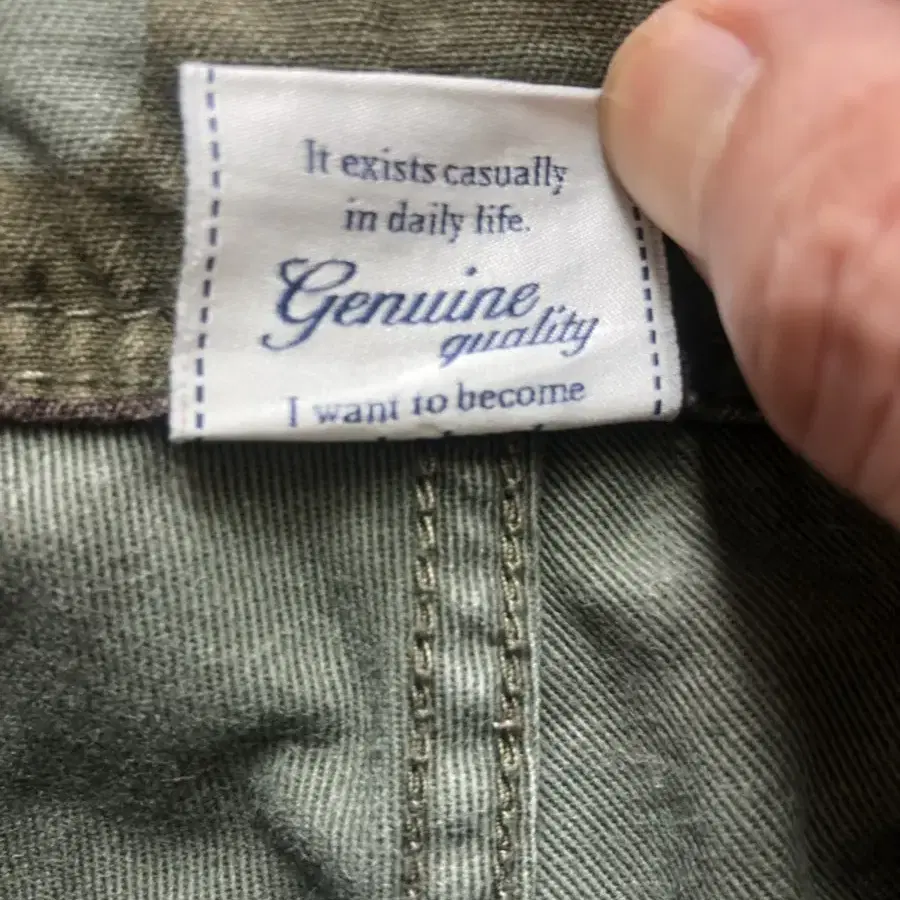 It exists casually
in daily life.
Genuine
quality
I want to become